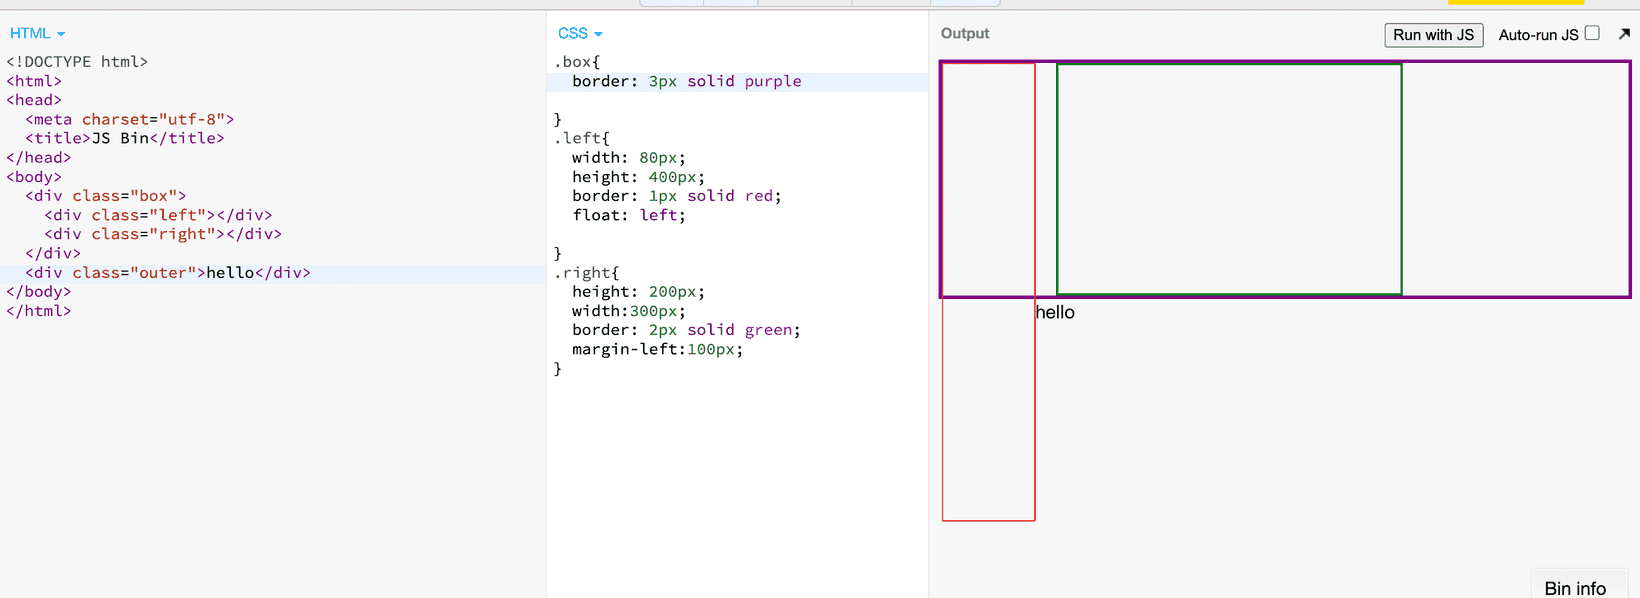 HTML
<!DOCTYPE html>
<html>
<head>
  <meta charset="utf-8">
  <title>JS Bin</title>
</head>
<body>
  <div class="box">
    <div class="left"></div>
    <div class="right"></div>
  </div>
  <div class="outer">hello</div>
</body>
</html>
CSS
.box{
  border: 3px solid purple
}
.left{
  width: 80px;
  height: 400px;
  border: 1px solid red;
  float: left;
}
.right{
  height: 200px;
  width:300px;
  border: 2px solid green;
  margin-left:100px;
}
Output
Run with JS
Auto-run JS
hello
Bin info